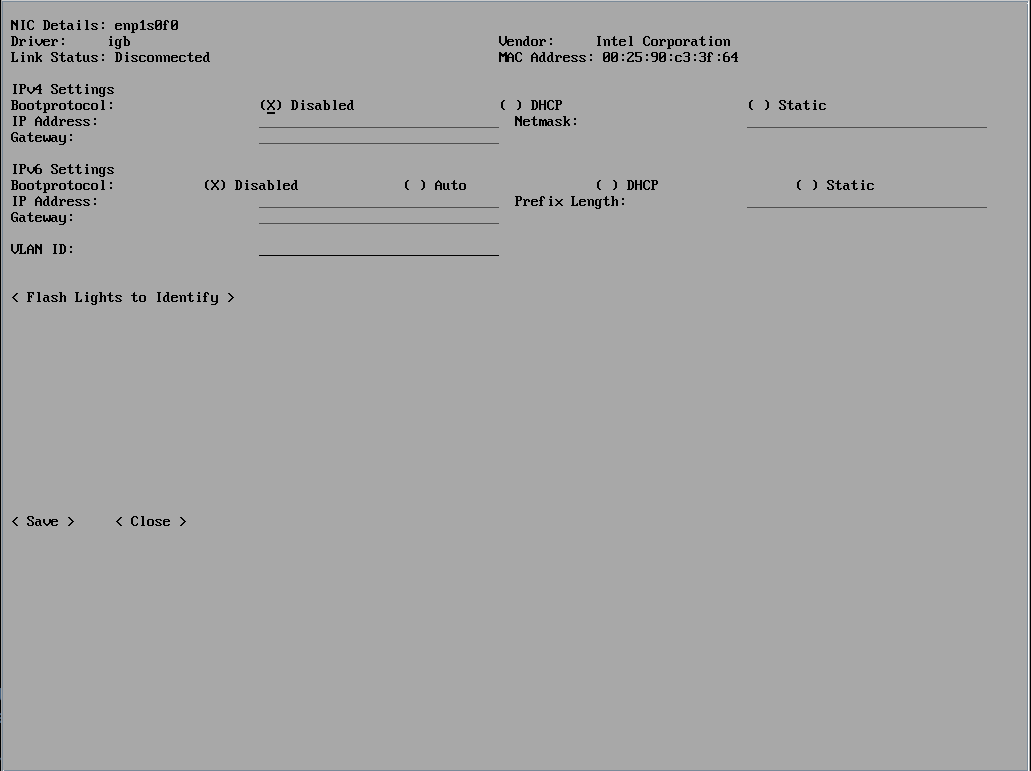 NIC Details: enp1s0f0
Driver: igb Vendor: Intel Corporation
Link Status: Disconnected MAC Address: 00:25:90:c3:3f:64
IPv4 Settings
Bootprotocol: (X) Disabled ( ) DHCP ( ) Static
IP Address: Netmask:
Gateway:
IPv6 Settings
Bootprotocol: (X) Disabled ( ) Auto ( ) DHCP ( ) Static
IP Address: Prefix Length:
Gateway:
VLAN ID:
< Flash Lights to Identify >
< Save > < Close >